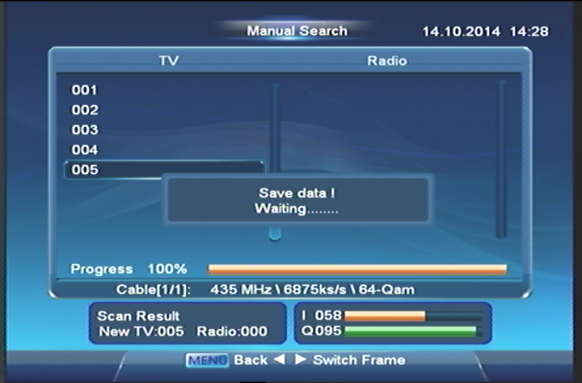 Manual Search 14.10.2014 14:28
TV Radio
001
002
003
004
005
Save data !
Waiting........
Progress 100%
Cable[1/1]: 435 MHz \ 6875ks/s \ 64-Qam
Scan Result
New TV:005 Radio:000
I 058
Q 095
MENU Back ◄ ► Switch Frame